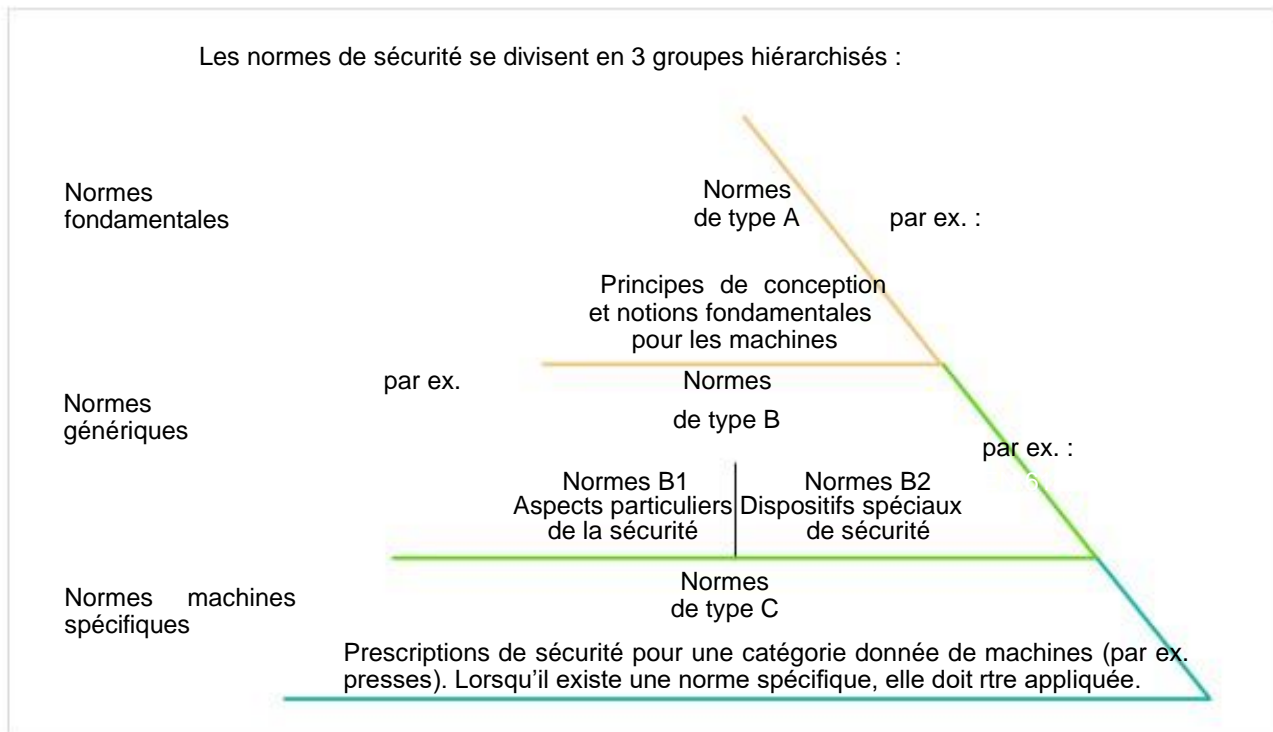 Les normes de sécurité se divisent en 3 groupes hiérarchisés :
Normes
fondamentales
Normes
de type A
par ex. :
Principes de conception
et notions fondamentales
pour les machines
par ex.
Normes
génériques
Normes
de type B
par ex. :
6
Normes B1
Aspects particuliers
de la sécurité
Normes B2
Dispositifs spéciaux
de sécurité
Normes machines
spécifiques
Normes
de type C
Prescriptions de sécurité pour une catégorie donnée de machines (par ex.
presses). Lorsqu'il existe une norme spécifique, elle doit rtre appliquée.